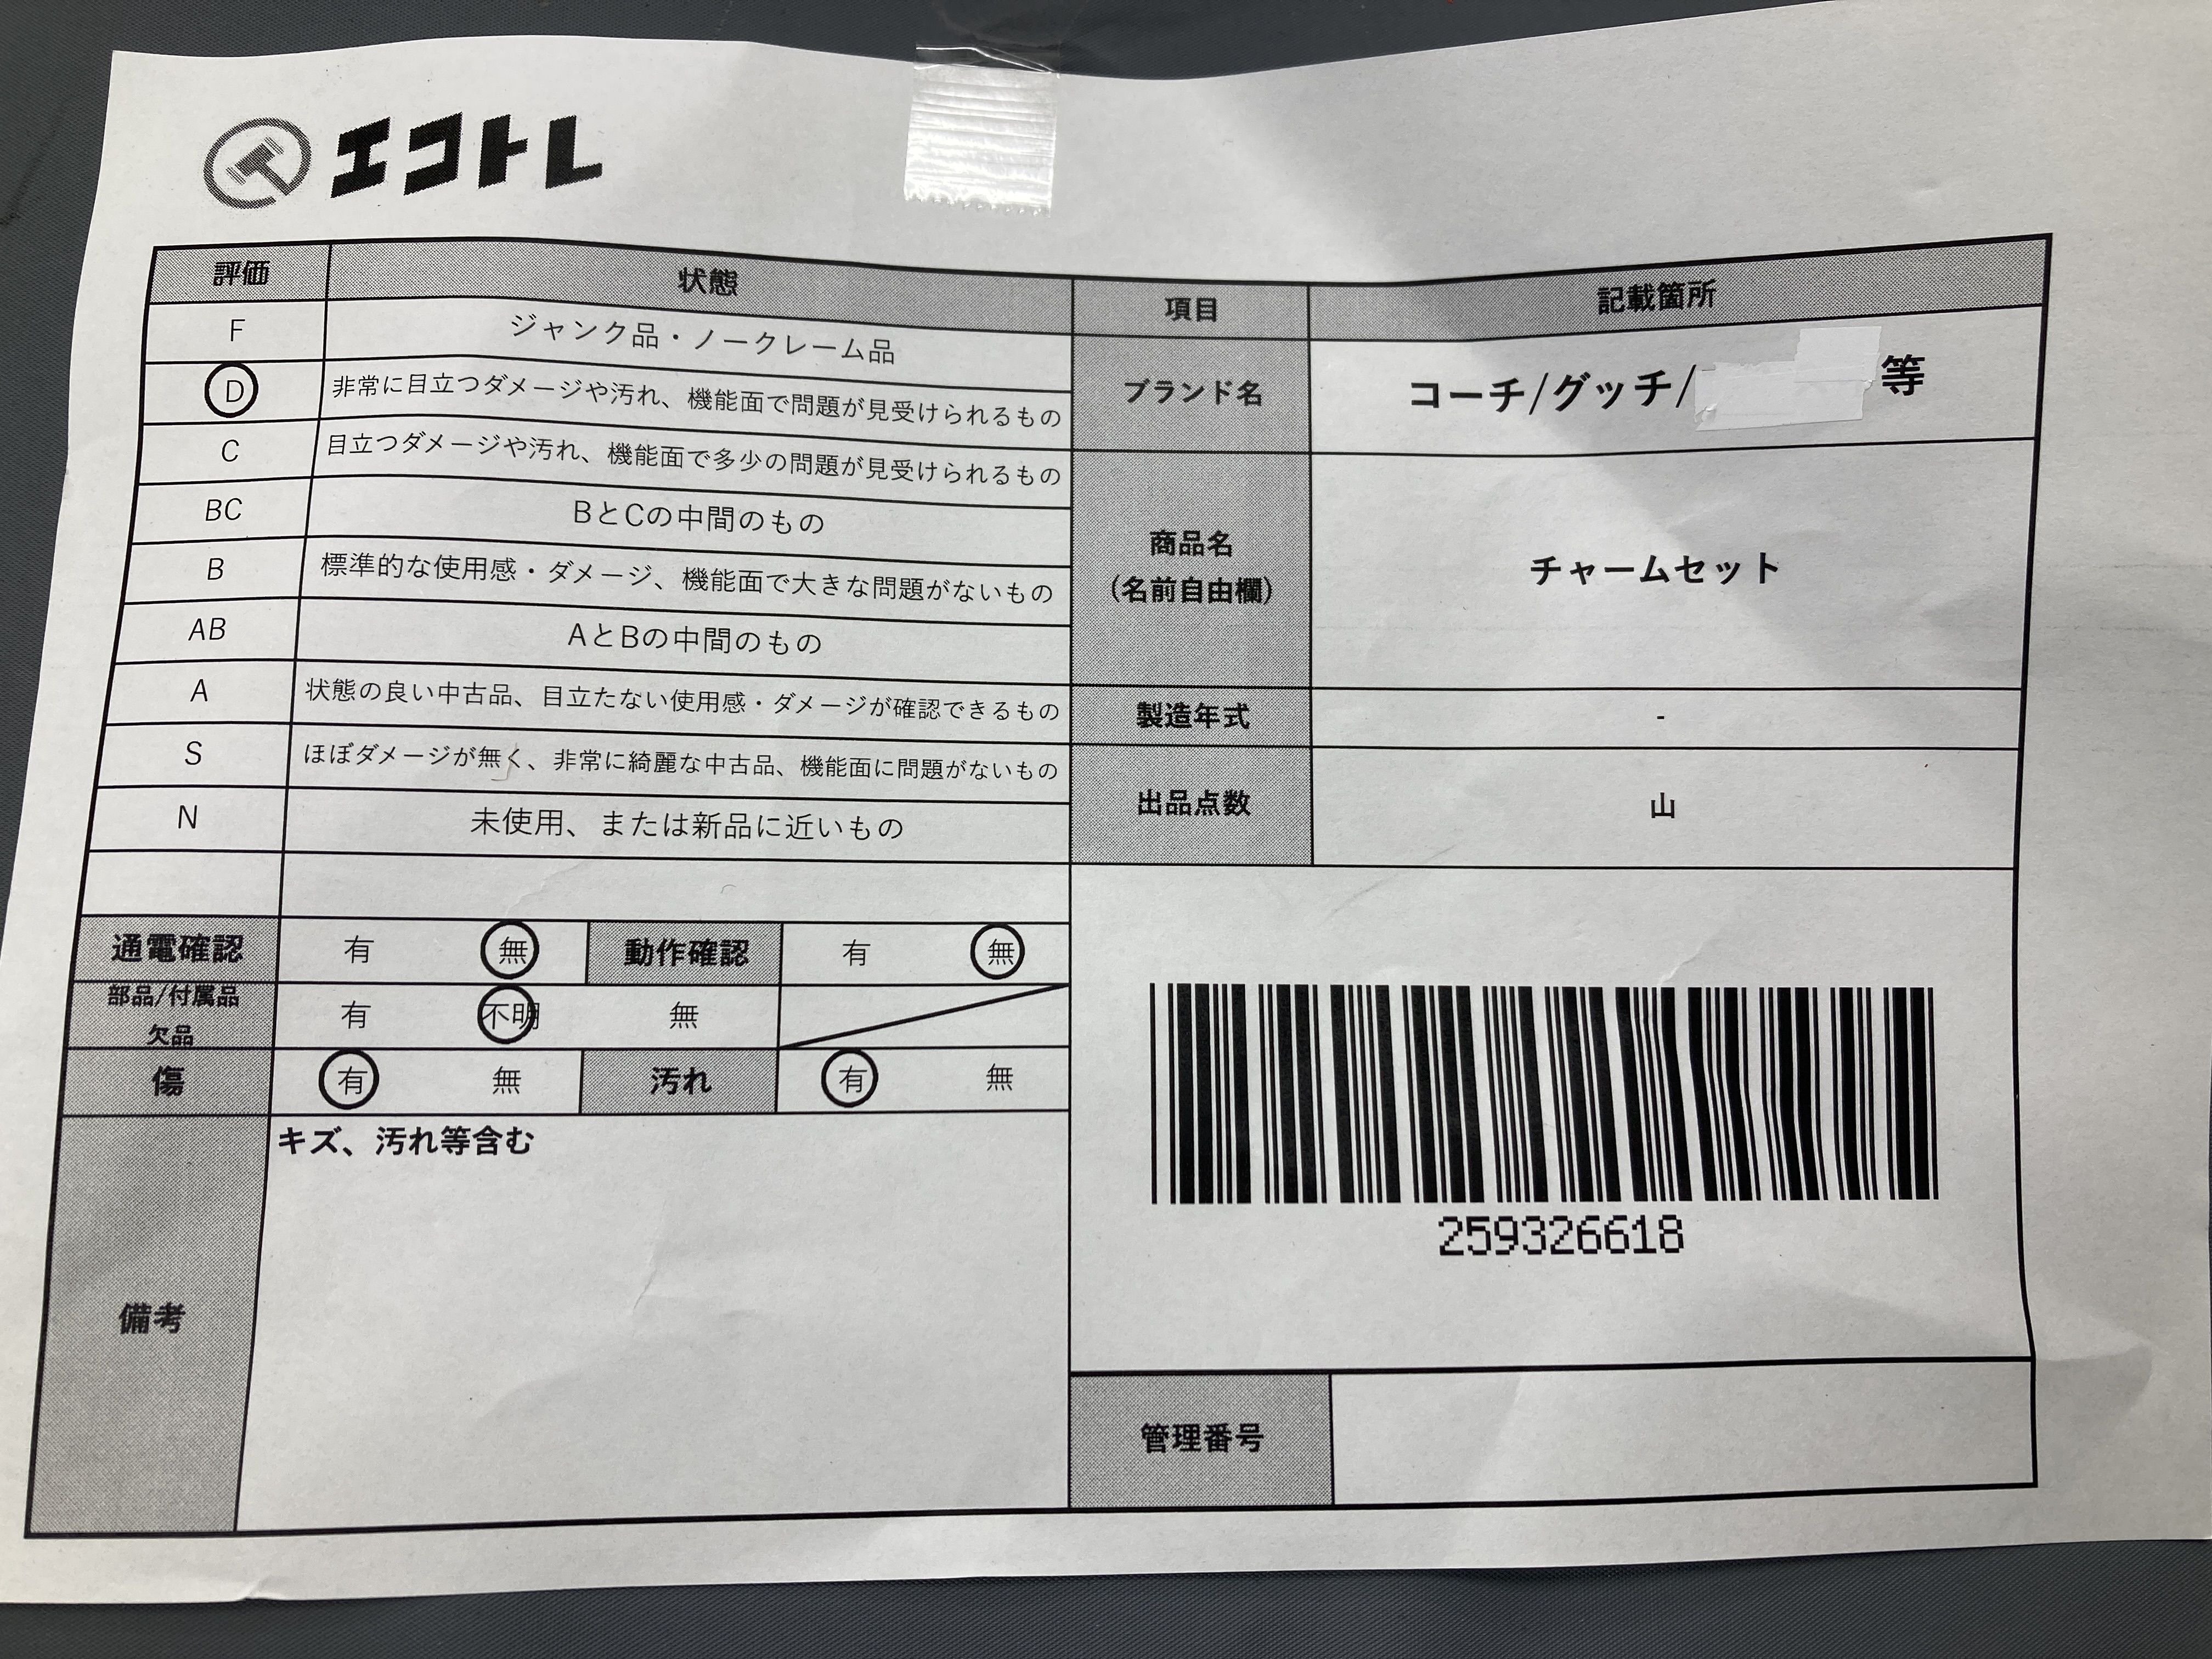 エコトレ
評価 状態
F ジャンク品・ノークレーム品
D 非常に目立つダメージや汚れ、機能面で問題が見受けられるもの
C 目立つダメージや汚れ、機能面で多少の問題が見受けられるもの
BC BとCの中間のもの
B 標準的な使用感・ダメージ、機能面で大きな問題がないもの
AB AとBの中間のもの
A 状態の良い中古品、目立たない使用感・ダメージが確認できるもの
S ほぼダメージが無く、非常に綺麗な中古品、機能面に問題がないもの
N 未使用、または新品に近いもの
通電確認 有 無 動作確認 有 無
部品/付属品
欠品 有 不明 無
傷 有 無 汚れ 有 無
備考 キズ、汚れ等含む
項目 記載箇所
ブランド名 コーチ/グッチ/ 等
商品名
(名前自由欄) チャームセット
製造年式 -
出品点数 山
259326618
管理番号